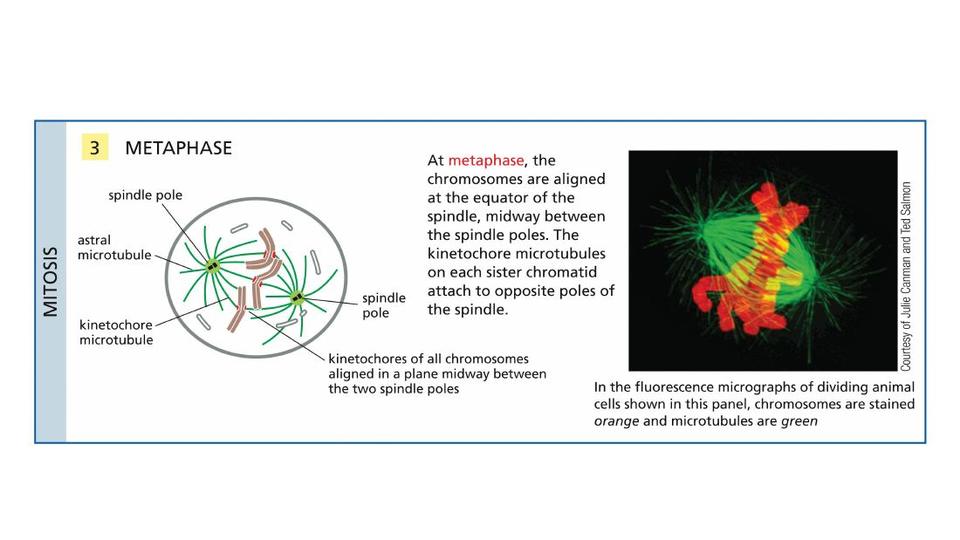 MITOSIS
3 METAPHASE
spindle pole
astral
microtubule
kinetochore
microtubule
spindle
pole
kinetochores of all chromosomes
aligned in a plane midway between
the two spindle poles
At metaphase, the
chromosomes are aligned
at the equator of the
spindle, midway between
the spindle poles. The
kinetochore microtubules
on each sister chromatid
attach to opposite poles of
the spindle.
Courtesy of Julie Canman and Ted Salmon
In the fluorescence micrographs of dividing animal
cells shown in this panel, chromosomes are stained
orange and microtubules are green